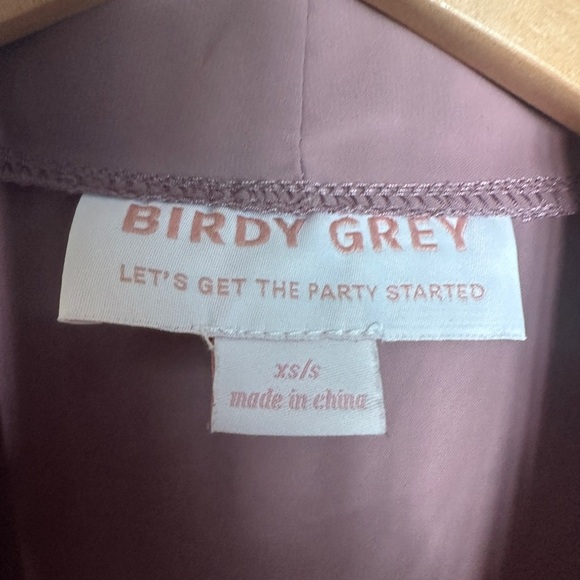 BIRDY GREY
LET'S GET THE PARTY STARTED
xs/s
made in china